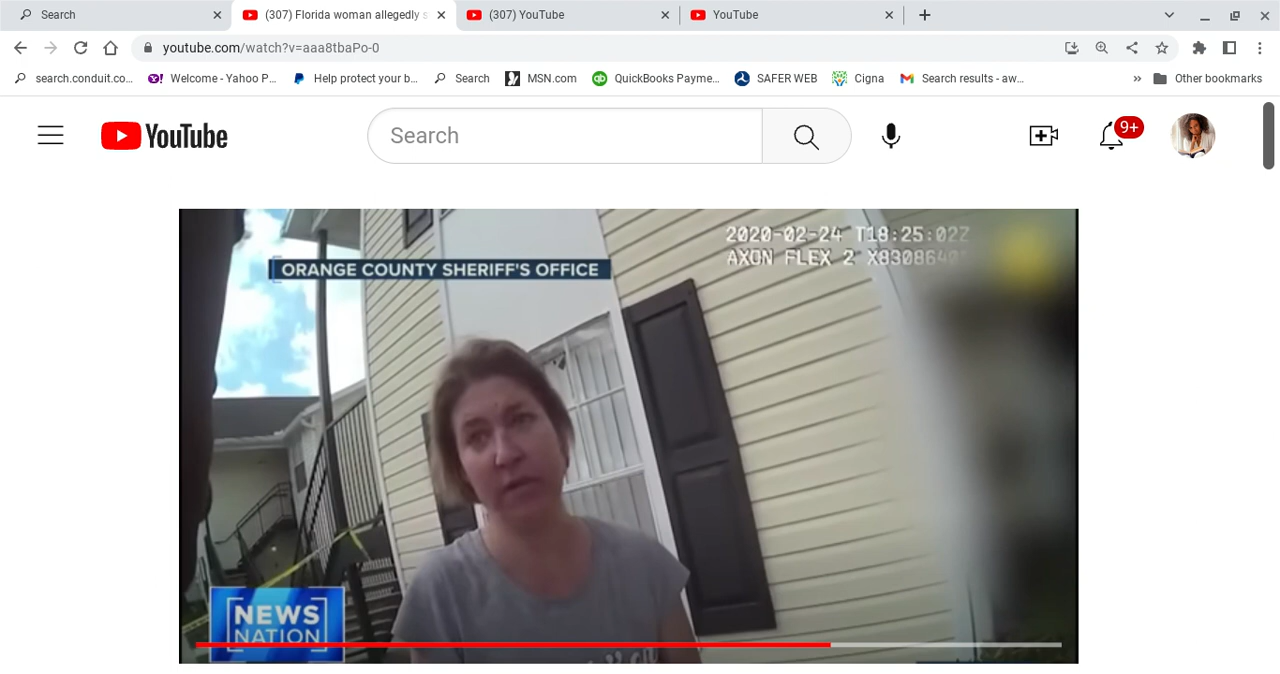 Search
(307) Florida woman allegedly s
(307) YouTube
YouTube
youtube.com/watch?v=aaa8tbaPo-0
search.conduit.co...
Welcome - Yahoo P...
Help protect your b...
Search
MSN.com
QuickBooks Payme...
SAFER WEB
Cigna
Search results - aw...
»
Other bookmarks
YouTube
Search
9+
2020-02-24 T18:25:02Z
AXON FLEX 2
ORANGE COUNTY SHERIFF'S OFFICE
NEWS
NATION